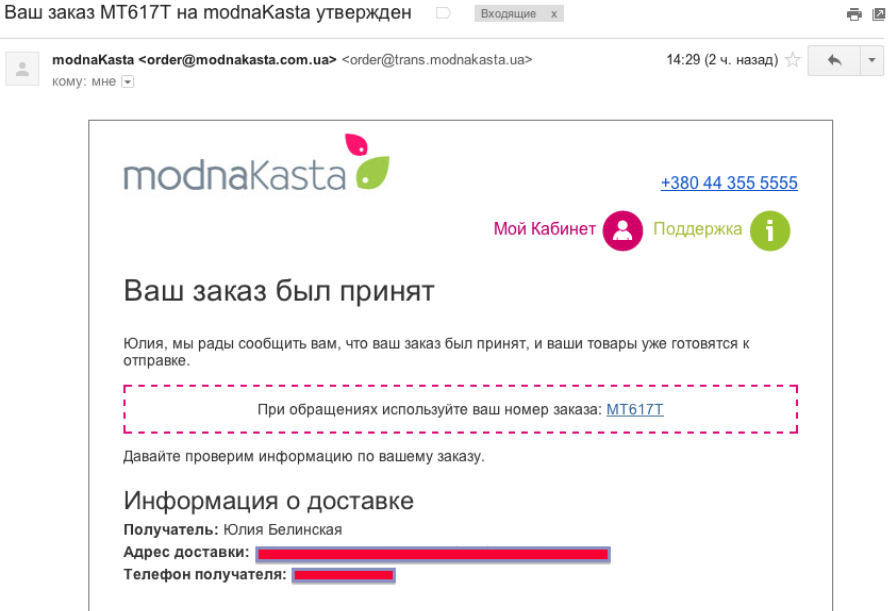 Ваш заказ MT617T на modnaKasta утвержден
Входящие x
modnaKasta <order@modnakasta.com.ua> <order@trans.modnakasta.ua>
14:29 (2 ч. назад)
кому: мне
modnaKasta
+380 44 355 5555
Мой Кабинет
Поддержка
Ваш заказ был принят
Юлия, мы рады сообщить вам, что ваш заказ был принят, и ваши товары уже готовятся к
отправке.
При обращениях используйте ваш номер заказа: MT617T
Давайте проверим информацию по вашему заказу.
Информация о доставке
Получатель: Юлия Белинская
Адрес доставки:
Телефон получателя: